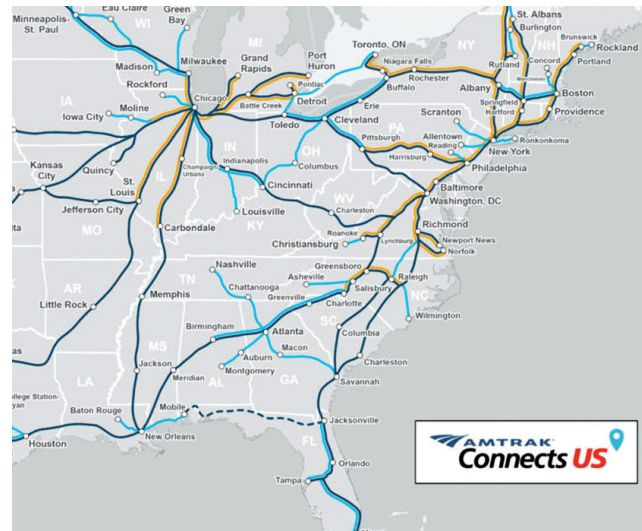 Minneapolis-
St. Paul
Eau Claire
WI
Green
Bay
Madison
Milwaukee
MI
Grand
Rapids
Port
Huron
Pontiac
Toronto, ON
Niagara Falls
NY
St. Albans
Burlington
NH
Brunswick
Rockland
Concord
Portland
Manchester
Rutland
Rochester
Buffalo
Albany
Boston
Springfield
Hartford
Providence
Rockford
Chicago
Battle Creek
Detroit
IA
Moline
Iowa City
Toledo
Erie
Cleveland
Scranton
PA
Allentown
Reading
Ronkonkoma
New York
Pittsburgh
Harrisburg
Philadelphia
IN
OH
Indianapolis
Columbus
Champaign
Urbana
IL
Quincy
Kansas
City
St.
Louis
Cincinnati
Baltimore
Washington, DC
WV
Jefferson City
MO
Louisville
KY
Charleston
Richmond
Carbondale
Roanoke
Christiansburg
Lynchburg
Newport News
Norfolk
Nashville
TN
Greensboro
Asheville
Raleigh
Chattanooga
Salisbury
NC
AR
Little Rock
Memphis
Greenville
Charlotte
Wilmington
Birmingham
SC
Atlanta
Columbia
MS
Macon
Auburn
Charleston
Jackson
Meridian
AL
Montgomery
GA
Savannah
LA
College Station-
Baton Rouge
Mobile
Jacksonville
Houston
New Orleans
FL
Orlando
Tampa
AMTRAK
Connects US